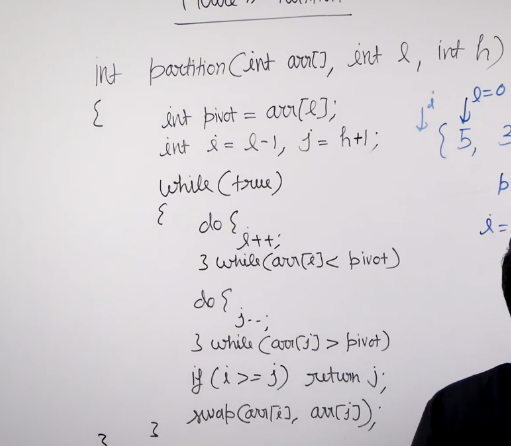 int partition(int arr[], int l, int h)
{
int pivot = arr[l];
int i = l-1, j = h+1;
while (true)
{
do {
i++;
} while (arr[i] < pivot)
do {
j--;
} while (arr[j] > pivot)
if (i >= j) return j;
swap(arr[i], arr[j]);
}
}
i l=0
{ 5, 3
p
i =